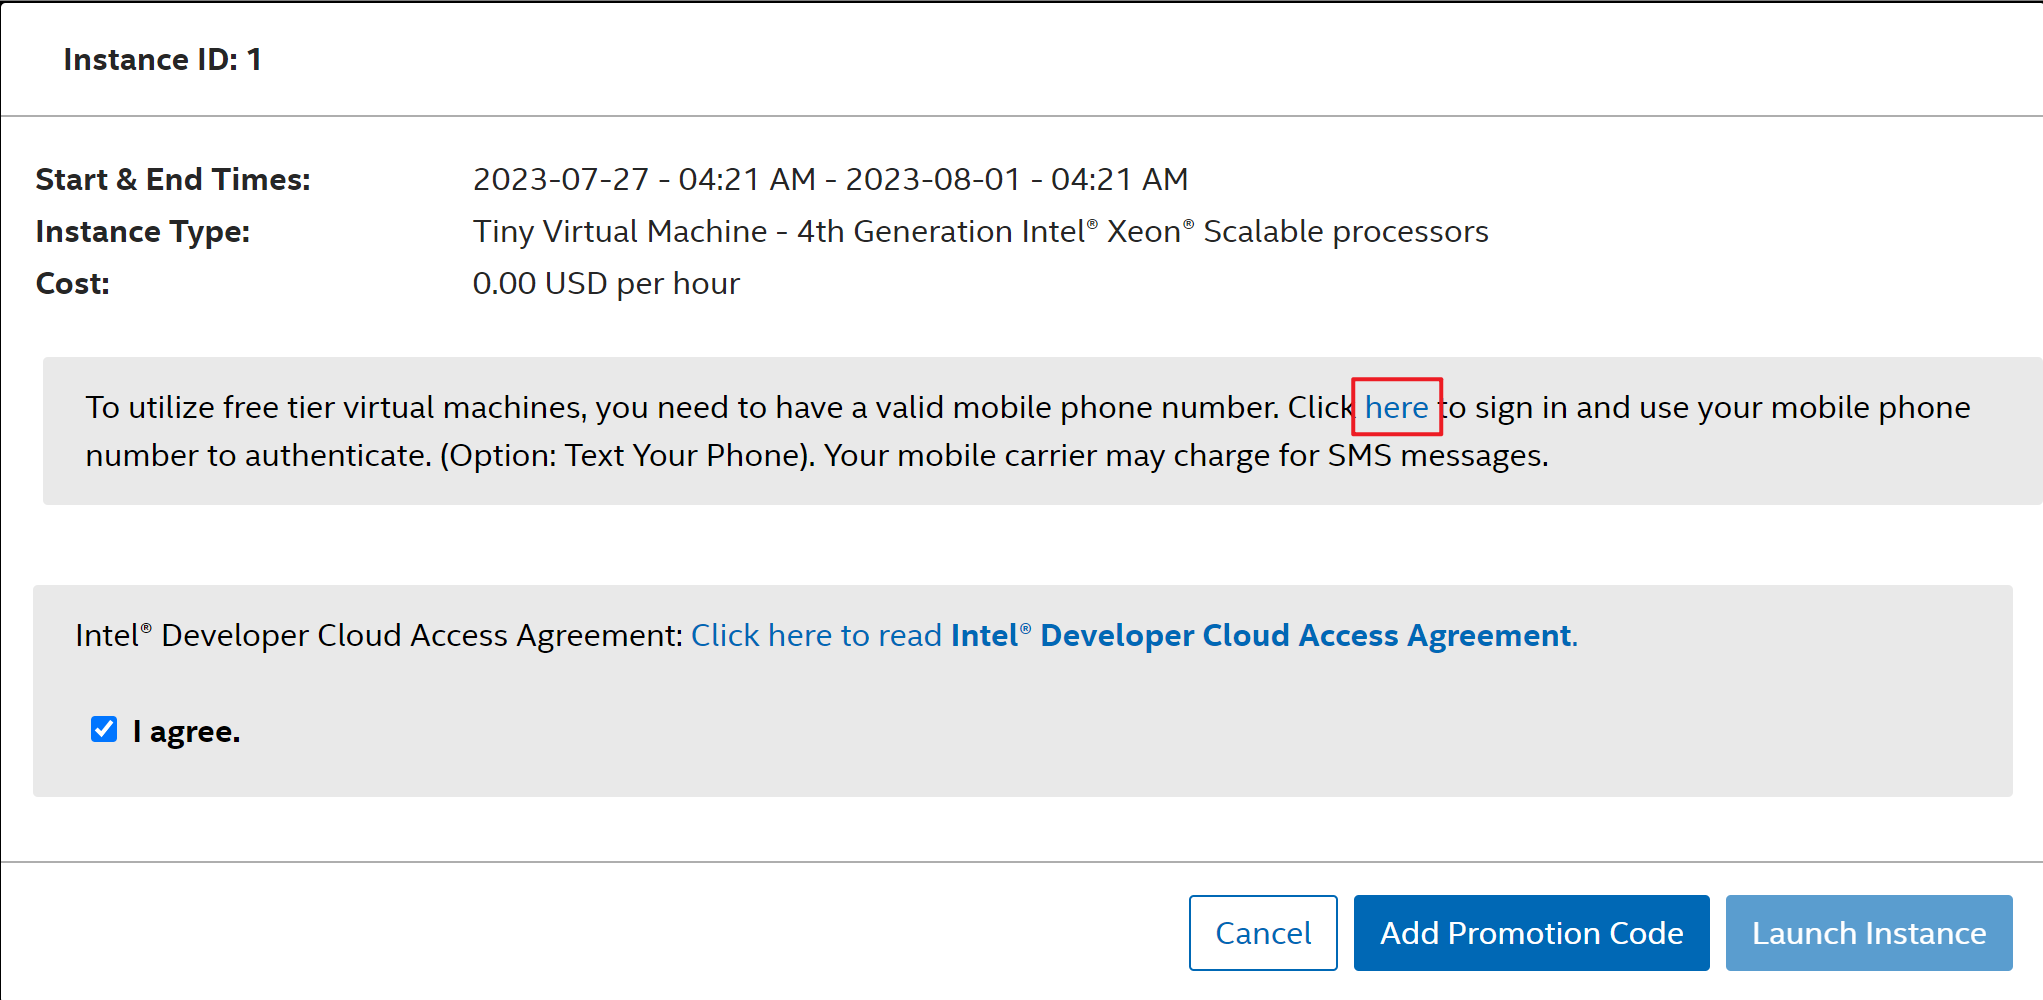 Instance ID: 1
Start & End Times: 2023-07-27 - 04:21 AM - 2023-08-01 - 04:21 AM
Instance Type: Tiny Virtual Machine - 4th Generation Intel® Xeon® Scalable processors
Cost: 0.00 USD per hour
To utilize free tier virtual machines, you need to have a valid mobile phone number. Click here to sign in and use your mobile phone
number to authenticate. (Option: Text Your Phone). Your mobile carrier may charge for SMS messages.
Intel® Developer Cloud Access Agreement: Click here to read Intel® Developer Cloud Access Agreement.
I agree.
Cancel Add Promotion Code Launch Instance